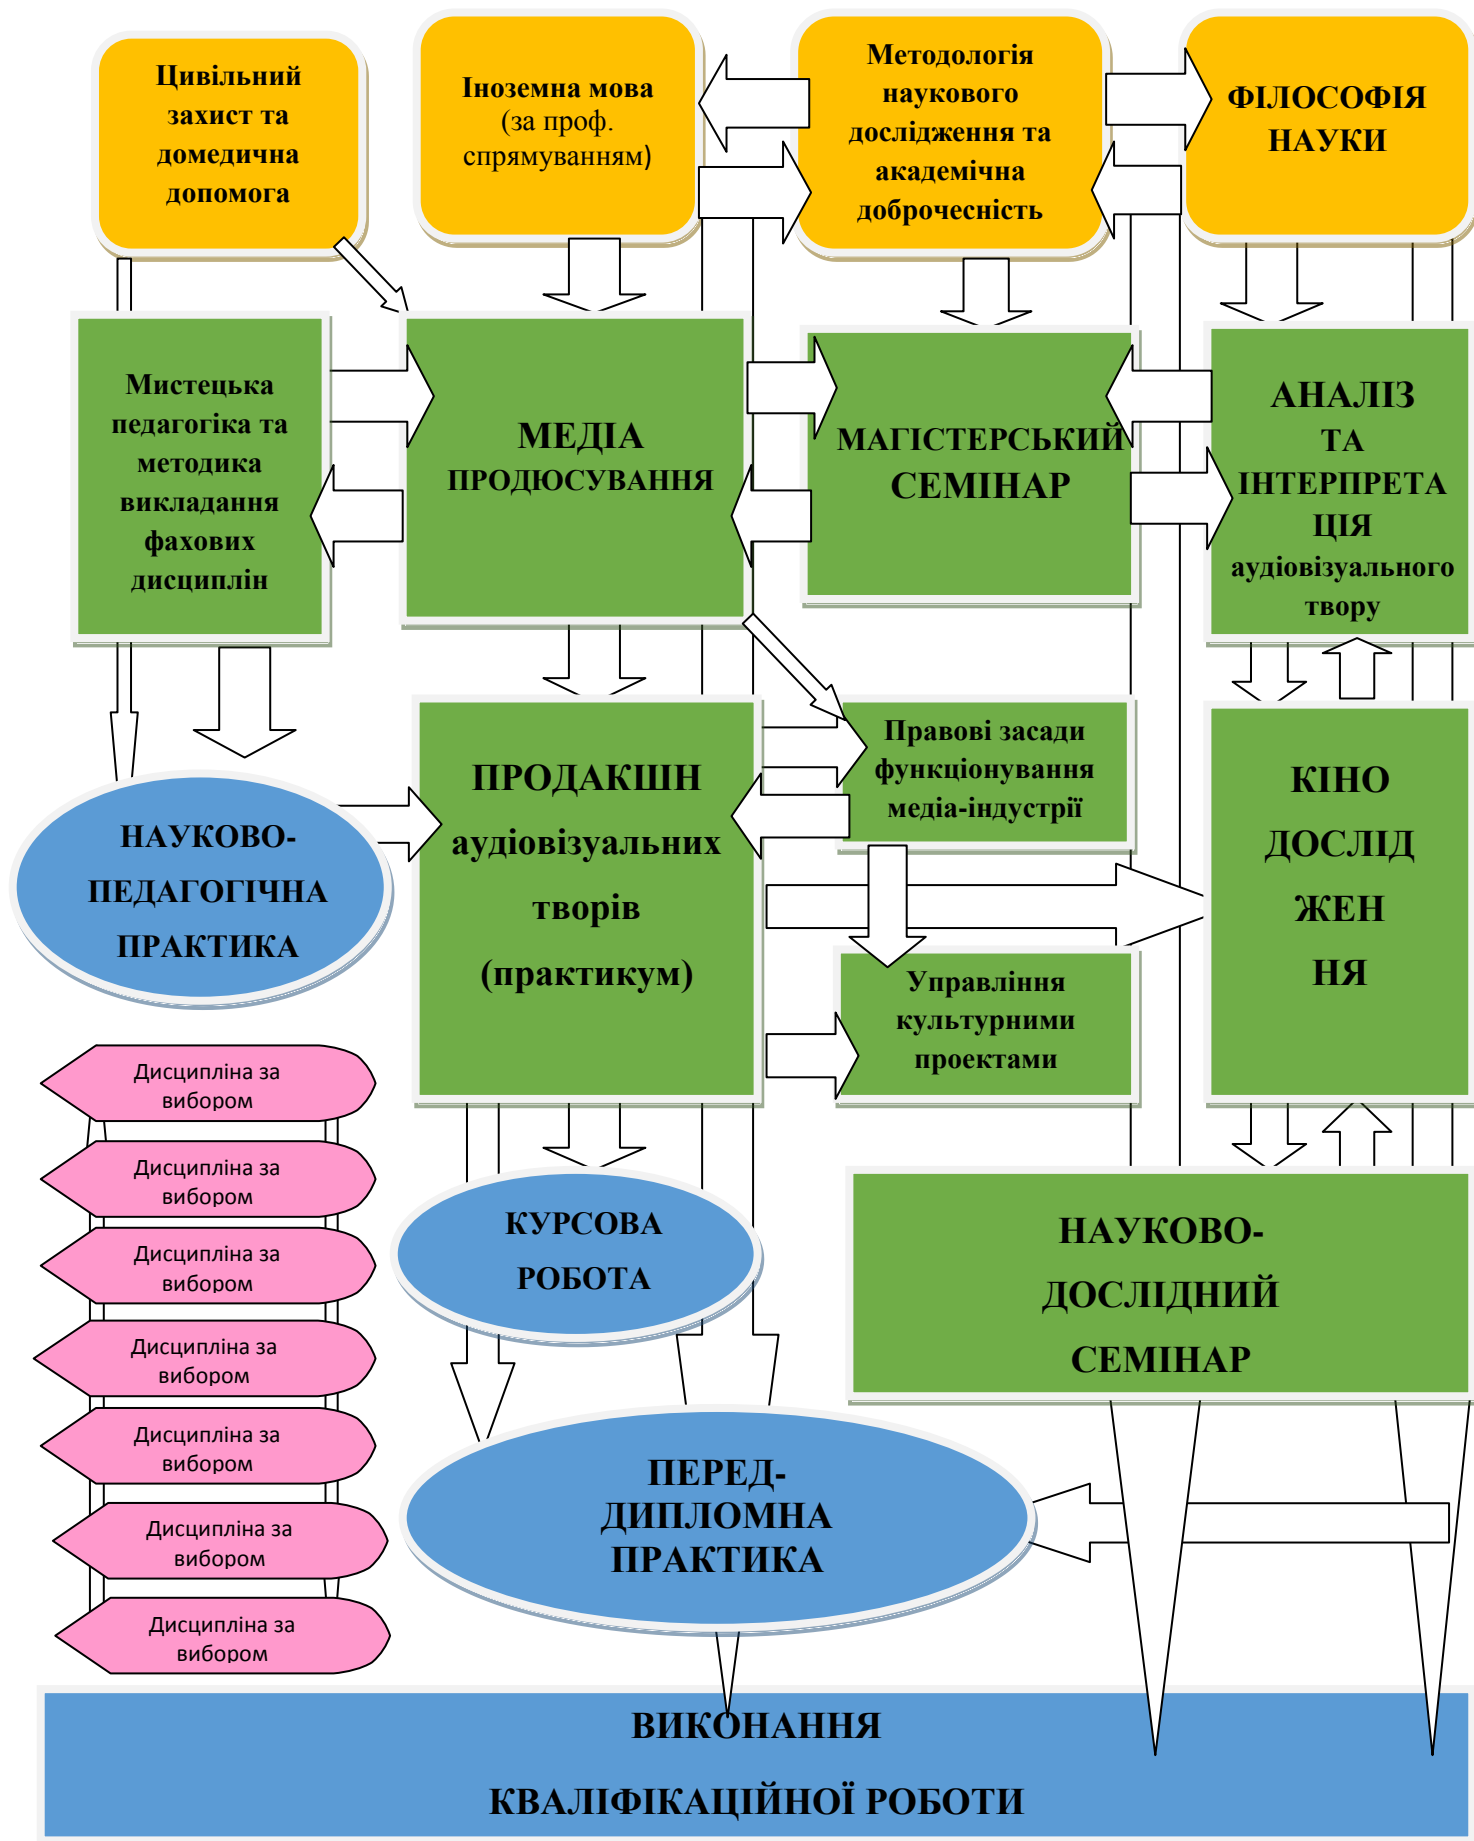 Цивільний
захист та
домедична
допомога
Іноземна мова
(за проф.
спрямуванням)
Методологія
наукового
дослідження та
академічна
доброчесність
ФІЛОСОФІЯ
НАУКИ
Мистецька
педагогіка та
методика
викладання
фахових
дисциплін
МЕДІА
ПРОДЮСУВАННЯ
МАГІСТЕРСЬКИЙ
СЕМІНАР
АНАЛІЗ
ТА
ІНТЕРПРЕТА
ЦІЯ
аудіовізуального
твору
НАУКОВО-
ПЕДАГОГІЧНА
ПРАКТИКА
ПРОДАКШН
аудіовізуальних
творів
(практикум)
Правові засади
функціонування
медіа-індустрії
Управління
культурними
проектами
КІНО
ДОСЛІД
ЖЕН
НЯ
Дисципліна за
вибором
Дисципліна за
вибором
Дисципліна за
вибором
Дисципліна за
вибором
Дисципліна за
вибором
Дисципліна за
вибором
Дисципліна за
вибором
КУРСОВА
РОБОТА
НАУКОВО-
ДОСЛІДНИЙ
СЕМІНАР
ПЕРЕД-
ДИПЛОМНА
ПРАКТИКА
ВИКОНАННЯ
КВАЛІФІКАЦІЙНОЇ РОБОТИ